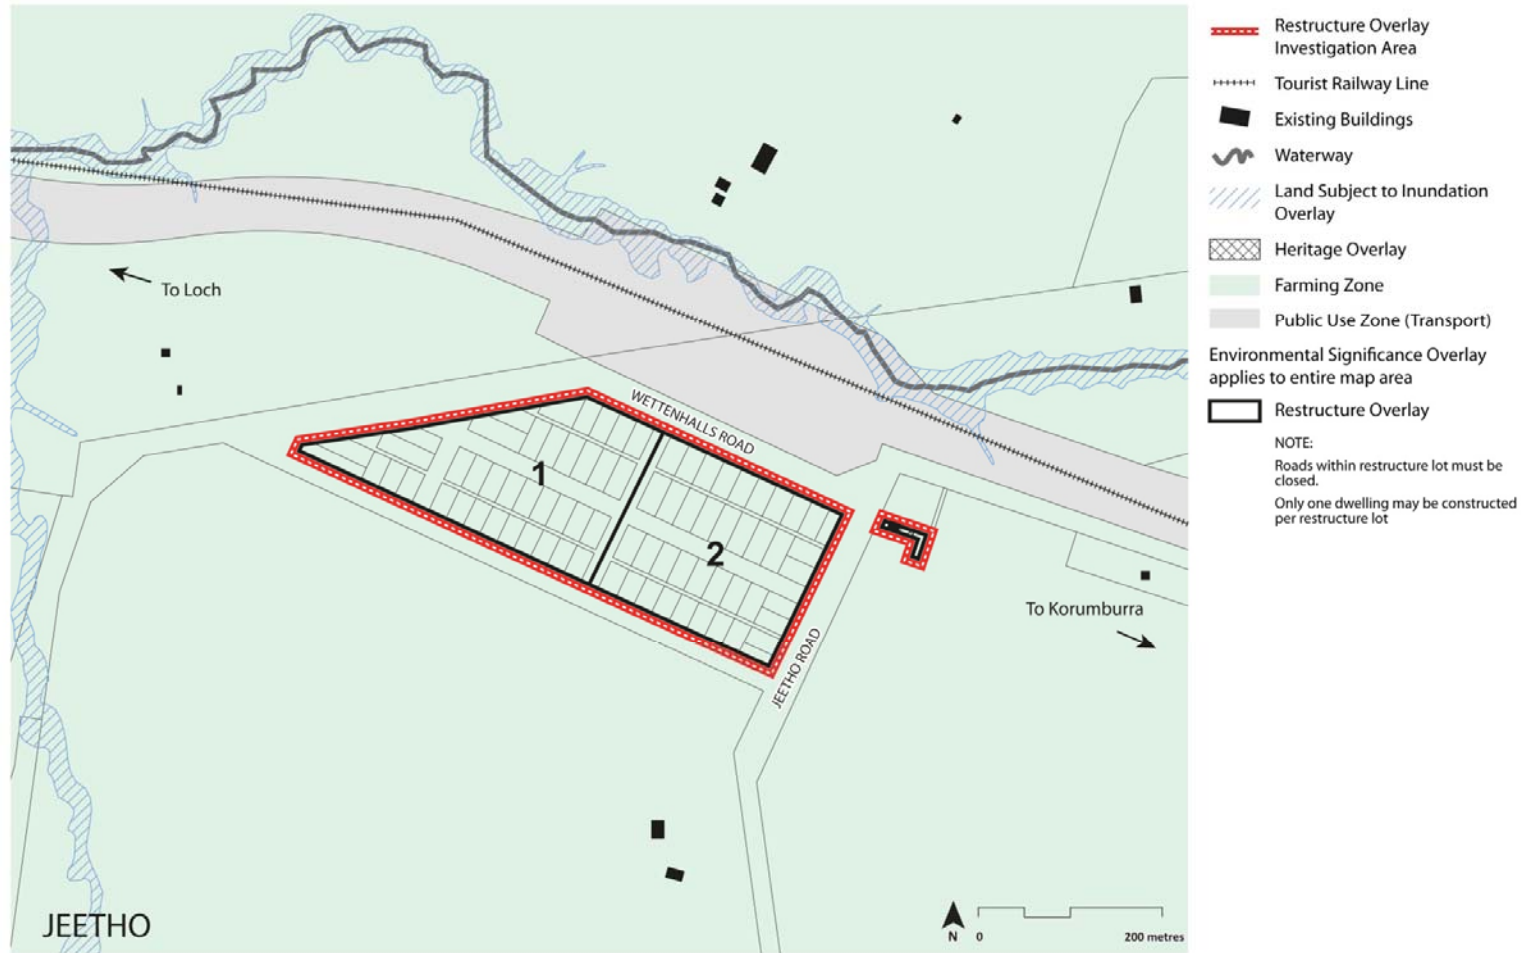 To Loch
WETTENHALLS ROAD
1
2
To Korumburra
JEETHO ROAD
JEETHO
N
0
200 metres
Restructure Overlay
Investigation Area
Tourist Railway Line
Existing Buildings
Waterway
Land Subject to Inundation
Overlay
Heritage Overlay
Farming Zone
Public Use Zone (Transport)
Environmental Significance Overlay
applies to entire map area
Restructure Overlay
NOTE:
Roads within restructure lot must be
closed.
Only one dwelling may be constructed
per restructure lot